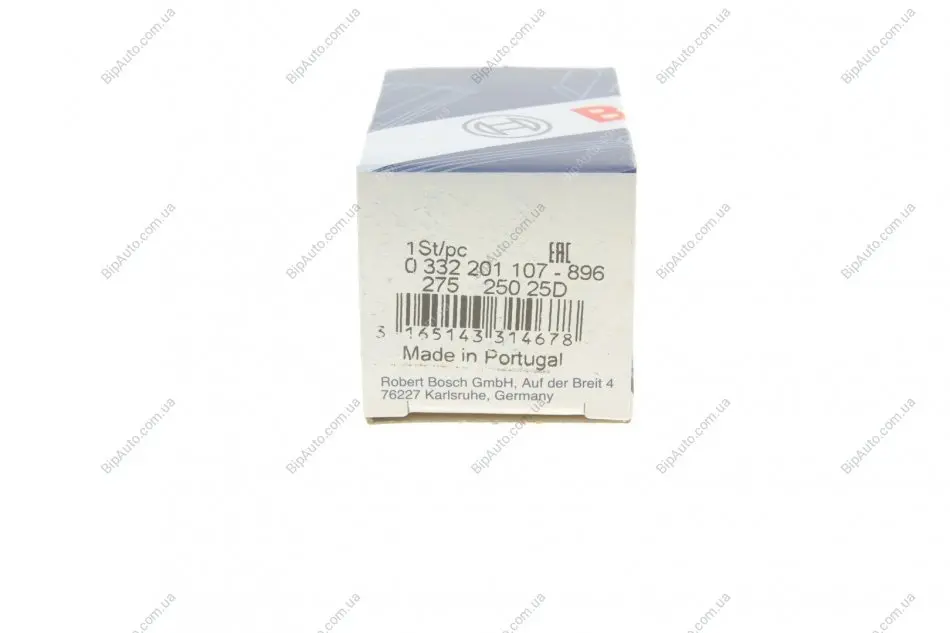 B
1St/pc EAC
0 332 201 107 - 896
275 250 25D
3 165143 314678
Made in Portugal
Robert Bosch GmbH, Auf der Breit 4
76227 Karlsruhe, Germany
BipAuto.com.ua